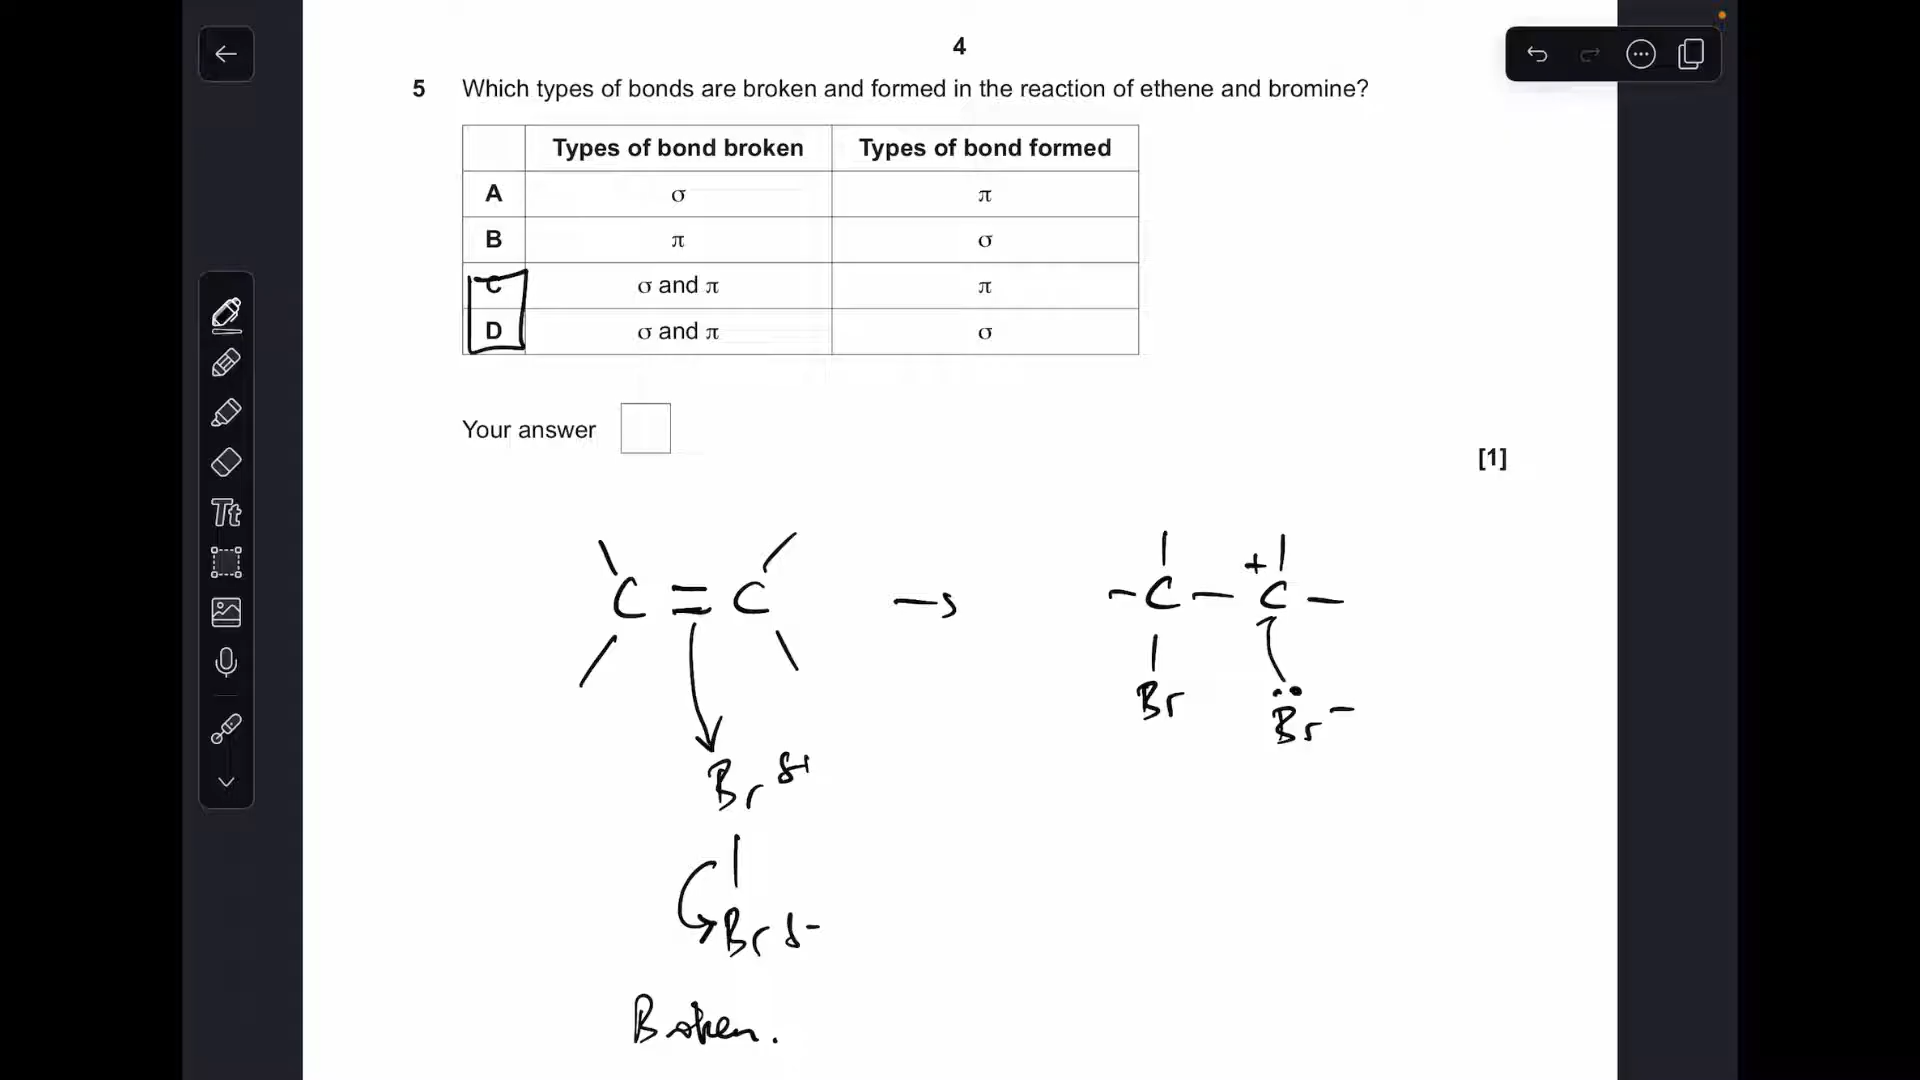 4
5 Which types of bonds are broken and formed in the reaction of ethene and bromine?
Types of bond broken Types of bond formed
A σ π
B π σ
C σ and π π
D σ and π σ
Your answer
[1]
C = C → - C - C + -
Br Br -
Br δ+
Br δ-
Broken.
Tt